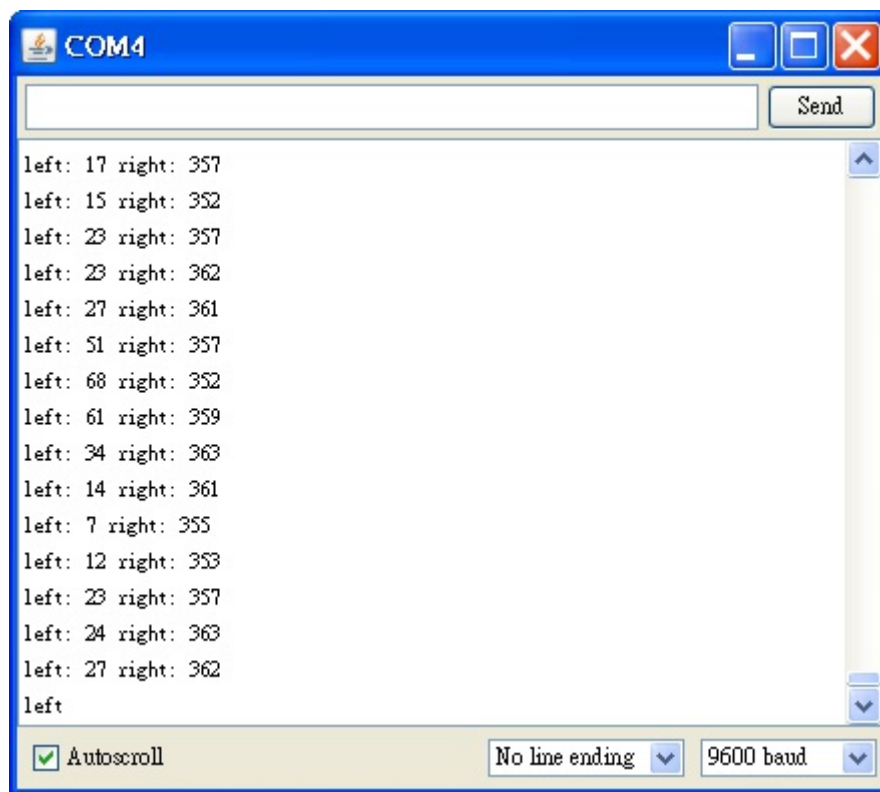 COM4
Send
left: 17 right: 357
left: 15 right: 352
left: 23 right: 357
left: 23 right: 362
left: 27 right: 361
left: 51 right: 357
left: 68 right: 352
left: 61 right: 359
left: 34 right: 363
left: 14 right: 361
left: 7 right: 355
left: 12 right: 353
left: 23 right: 357
left: 24 right: 363
left: 27 right: 362
left
Autoscroll No line ending 9600 baud